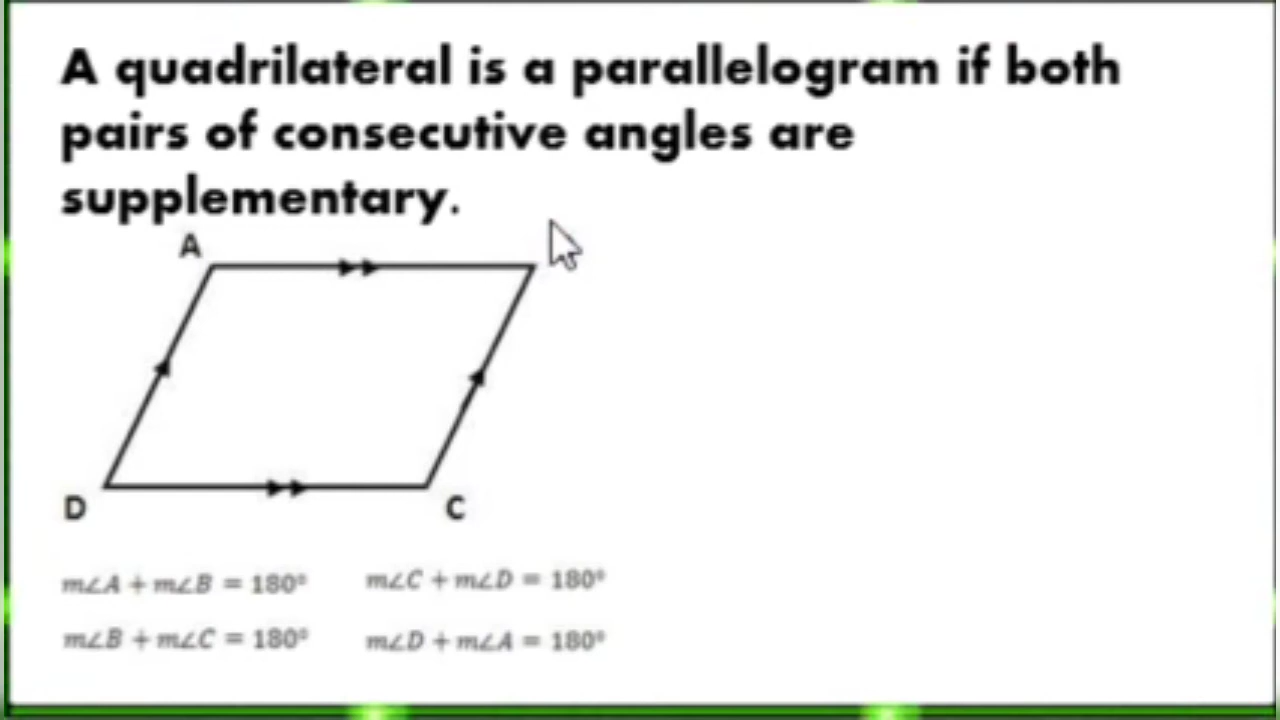 A quadrilateral is a parallelogram if both
pairs of consecutive angles are
supplementary.
A
D
C
m∠A + m∠B = 180°
m∠C + m∠D = 180°
m∠B + m∠C = 180°
m∠D + m∠A = 180°